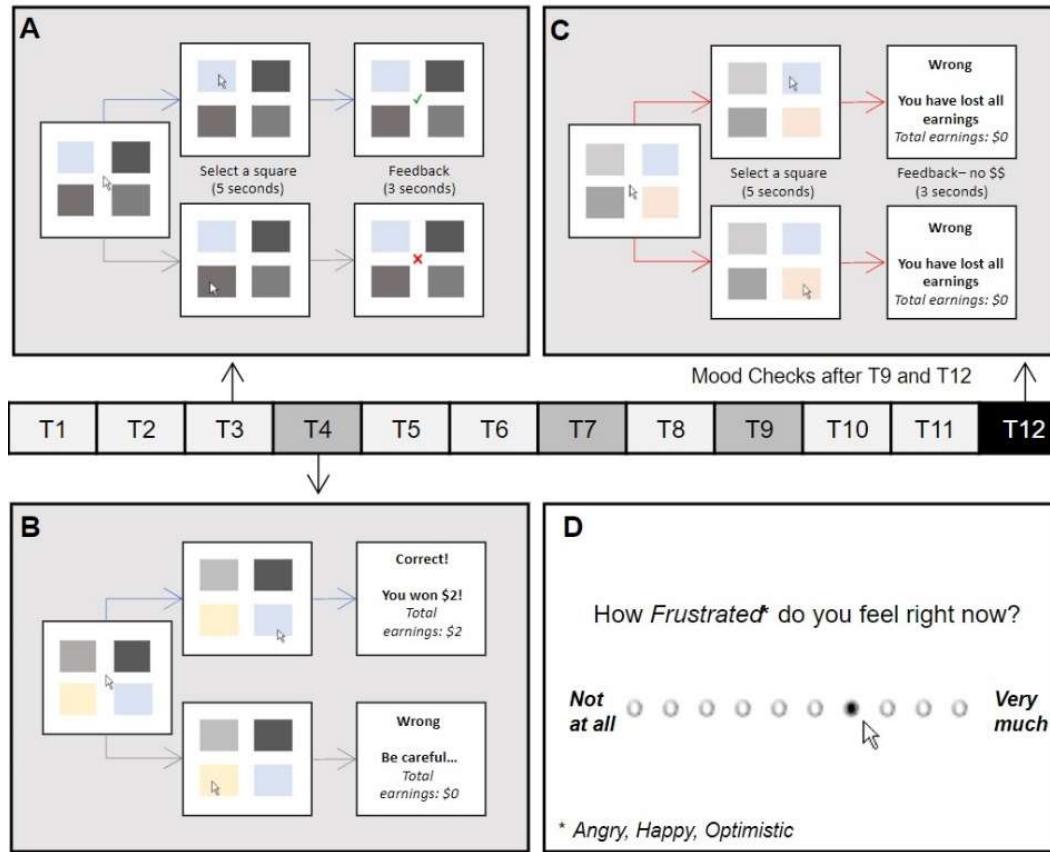 A
Select a square
(5 seconds)
Feedback
(3 seconds)
C
Wrong
You have lost all
earnings
Total earnings: $0
Select a square
(5 seconds)
Feedback– no $$
(3 seconds)
Wrong
You have lost all
earnings
Total earnings: $0
Mood Checks after T9 and T12
T1 T2 T3 T4 T5 T6 T7 T8 T9 T10 T11 T12
B
Correct!
You won $2!
Total
earnings: $2
Wrong
Be careful...
Total
earnings: $0
D
How Frustrated* do you feel right now?
Not
at all
Very
much
* Angry, Happy, Optimistic